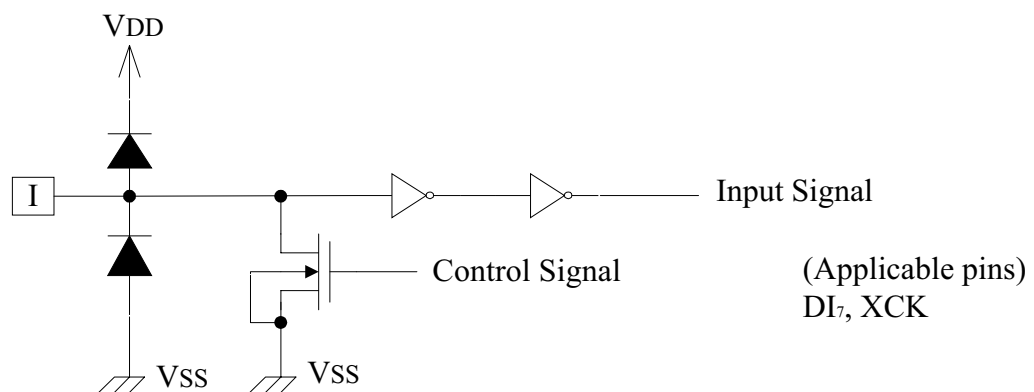 VDD
I
Input Signal
Control Signal
(Applicable pins)
DI₇, XCK
VSS
VSS